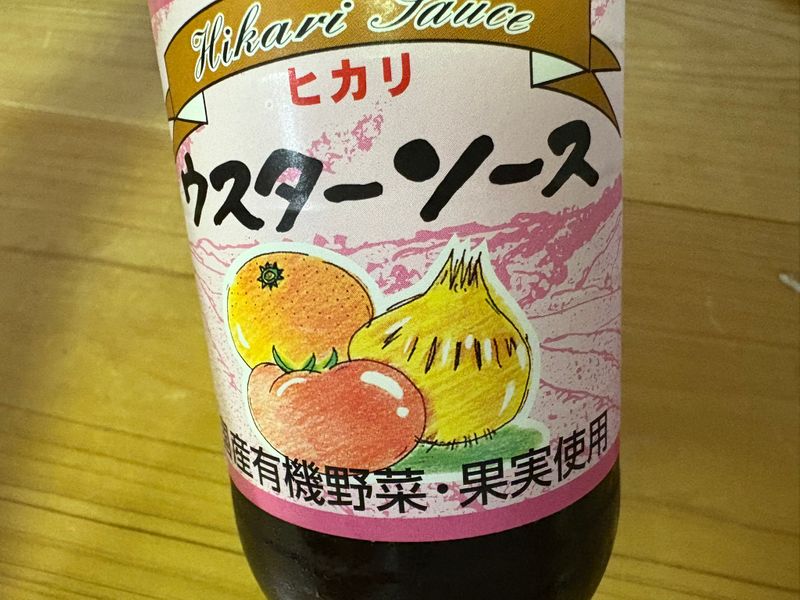 Hikari Sauce
ヒカリ
ウスターソース
国産有機野菜・果実使用